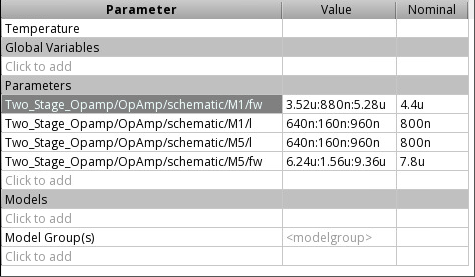 Parameter Value Nominal
Temperature
Global Variables
Click to add
Parameters
Two_Stage_Opamp/OpAmp/schematic/M1/fw 3.52u:880n:5.28u 4.4u
Two_Stage_Opamp/OpAmp/schematic/M1/l 640n:160n:960n 800n
Two_Stage_Opamp/OpAmp/schematic/M5/l 640n:160n:960n 800n
Two_Stage_Opamp/OpAmp/schematic/M5/fw 6.24u:1.56u:9.36u 7.8u
Click to add
Models
Click to add
Model Group(s) <modelgroup>
Click to add